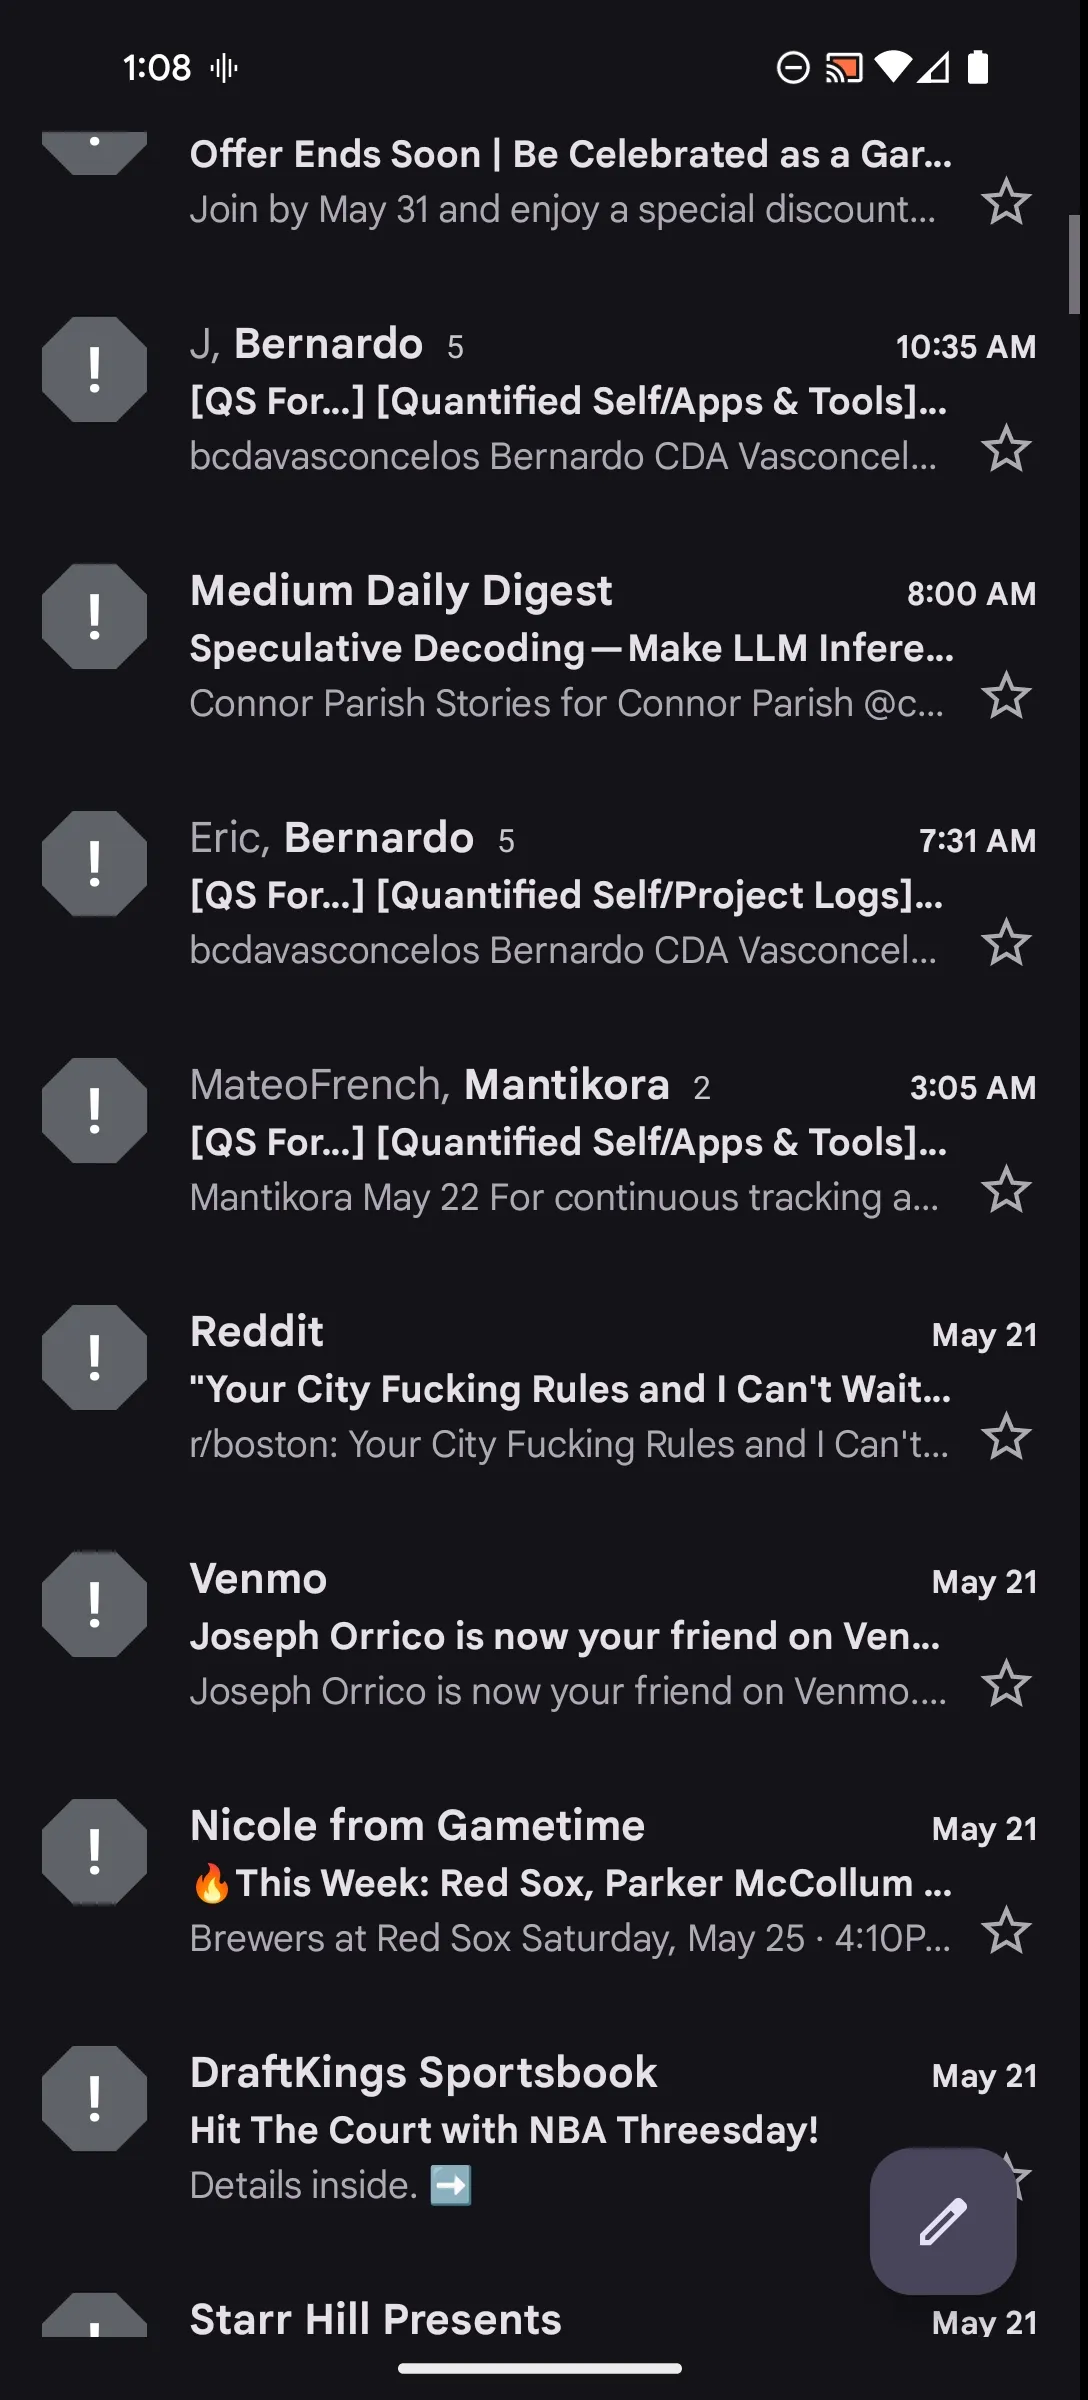 1:08
Offer Ends Soon | Be Celebrated as a Gar...
Join by May 31 and enjoy a special discount...
J, Bernardo 5 10:35 AM
[QS For...] [Quantified Self/Apps & Tools]...
bcdavasconcelos Bernardo CDA Vasconcel...
Medium Daily Digest 8:00 AM
Speculative Decoding — Make LLM Infere...
Connor Parish Stories for Connor Parish @c...
Eric, Bernardo 5 7:31 AM
[QS For...] [Quantified Self/Project Logs]...
bcdavasconcelos Bernardo CDA Vasconcel...
MateoFrench, Mantikora 2 3:05 AM
[QS For...] [Quantified Self/Apps & Tools]...
Mantikora May 22 For continuous tracking a...
Reddit May 21
"Your City Fucking Rules and I Can't Wait...
r/boston: Your City Fucking Rules and I Can't...
Venmo May 21
Joseph Orrico is now your friend on Ven...
Joseph Orrico is now your friend on Venmo....
Nicole from Gametime May 21
🔥This Week: Red Sox, Parker McCollum ...
Brewers at Red Sox Saturday, May 25 · 4:10P...
DraftKings Sportsbook May 21
Hit The Court with NBA Threesday!
Details inside. ➡️
Starr Hill Presents May 21